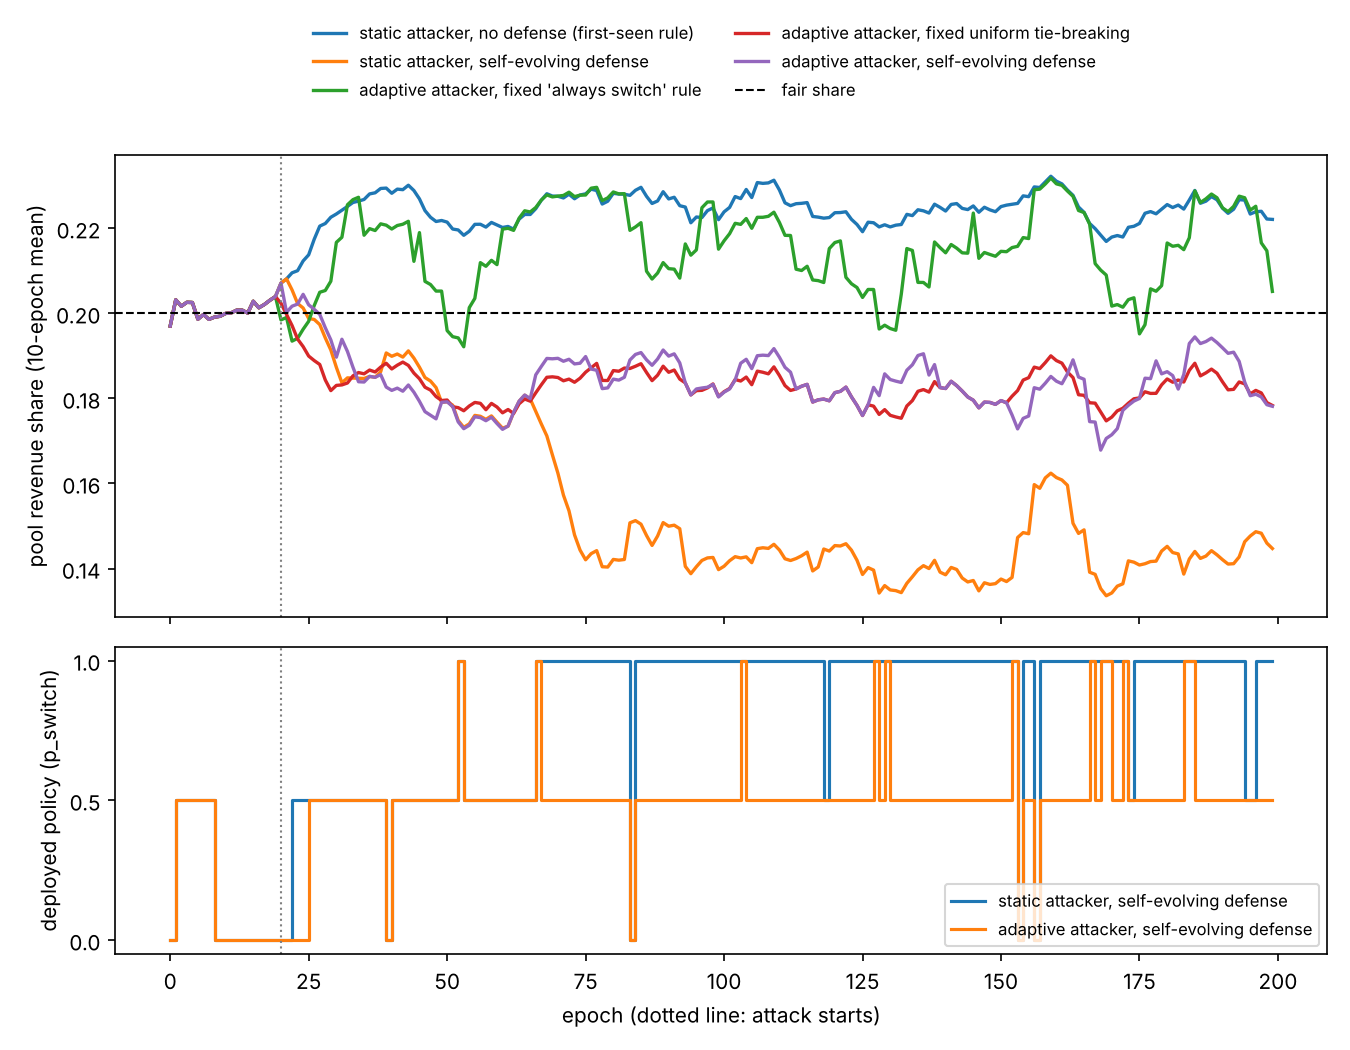 static attacker, no defense (first-seen rule)
static attacker, self-evolving defense
adaptive attacker, fixed 'always switch' rule
adaptive attacker, fixed uniform tie-breaking
adaptive attacker, self-evolving defense
fair share
pool revenue share (10-epoch mean)
0.22
0.20
0.18
0.16
0.14
deployed policy (p_switch)
1.0
0.5
0.0
static attacker, self-evolving defense
adaptive attacker, self-evolving defense
0 25 50 75 100 125 150 175 200
epoch (dotted line: attack starts)